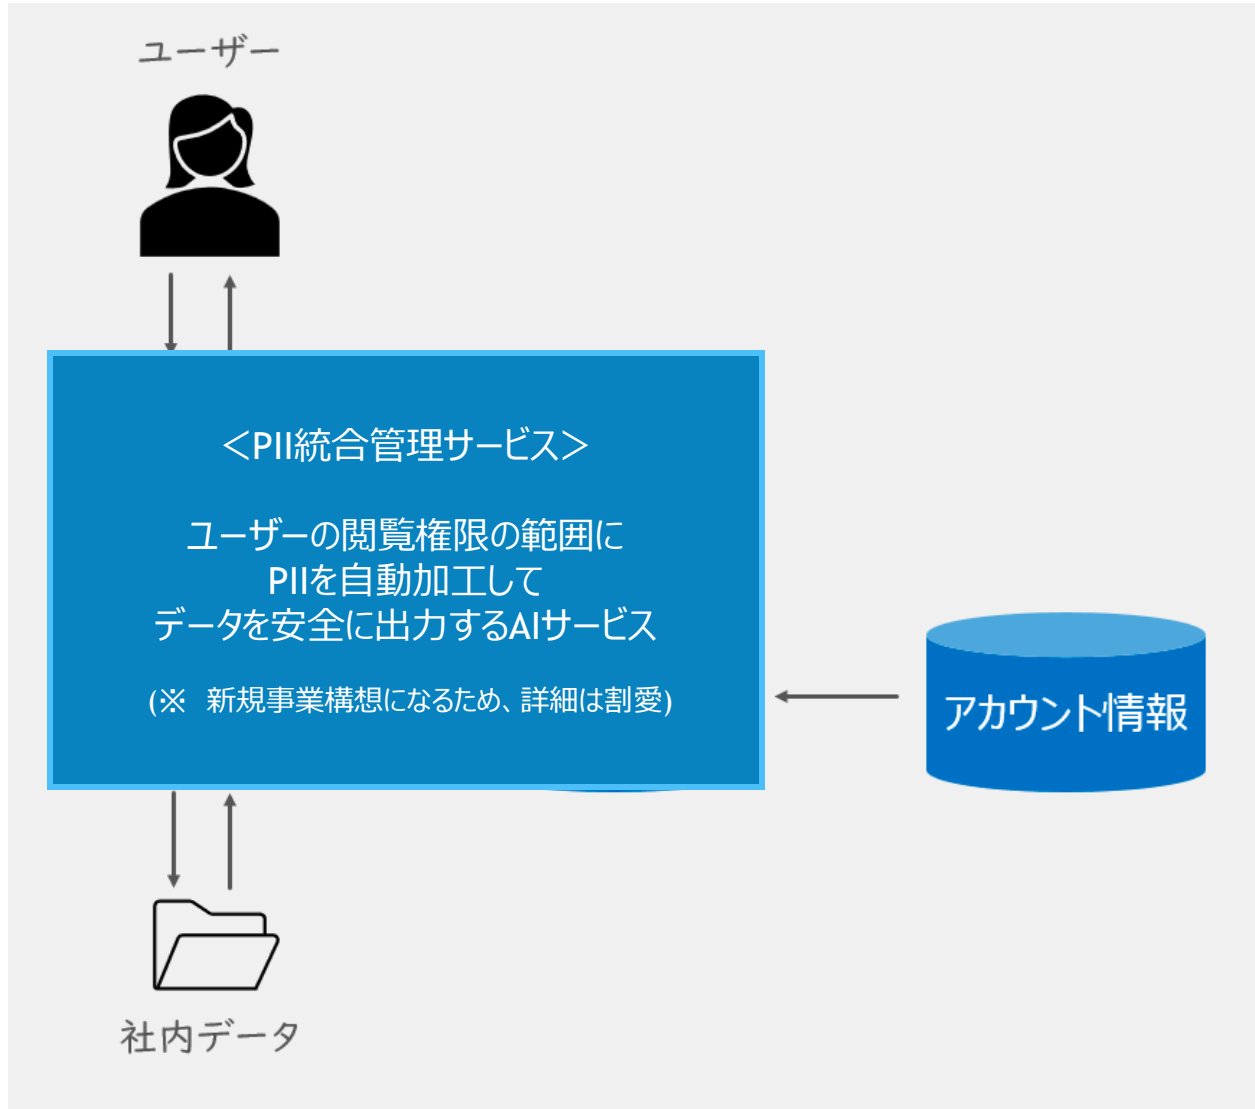 ユーザー
＜PII統合管理サービス＞
ユーザーの閲覧権限の範囲に
PIIを自動加工して
データを安全に出力するAIサービス
(※　新規事業構想になるため、詳細は割愛)
アカウント情報
社内データ